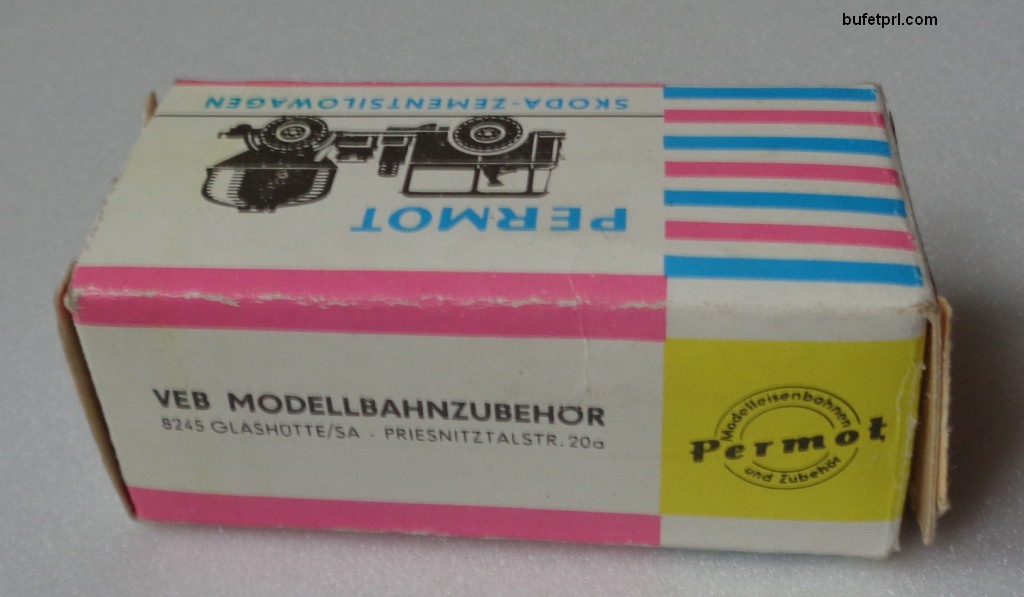 bufetprl.com
SKODA-ZEMENTSILOWAGEN
PERMOT
VEB MODELLBAHNZUBEHÖR
8245 GLASHÜTTE/SA · PRIESNITZTALSTR. 20a
Modelleisenbahnen
Permot
und Zubehör